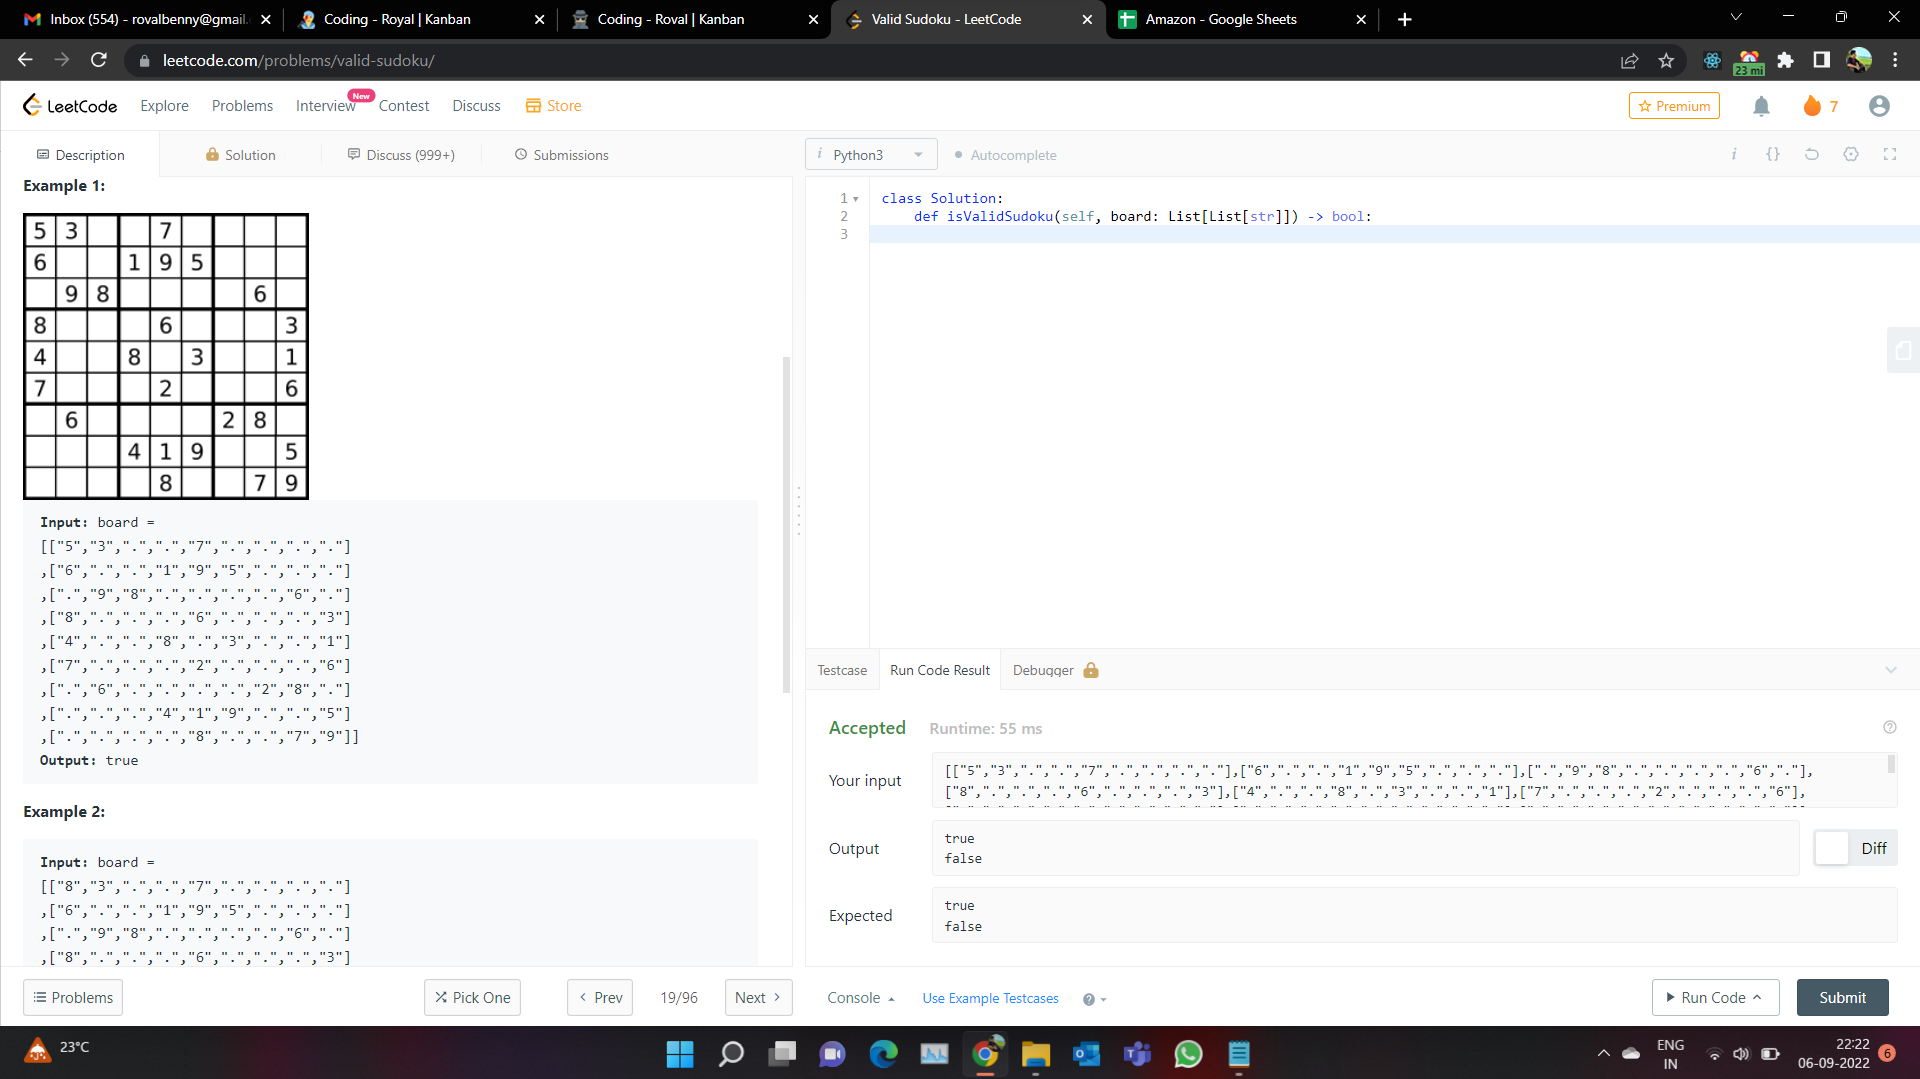 Inbox (554) - rovalbenny@gmail.
Coding - Royal | Kanban
Coding - Roval | Kanban
Valid Sudoku - LeetCode
Amazon - Google Sheets
leetcode.com/problems/valid-sudoku/
23 mi
LeetCode Explore Problems Interview New Contest Discuss Store
Premium 7
Description Solution Discuss (999+) Submissions
Python3 Autocomplete
Example 1:
5 3 7
6 1 9 5
9 8 6
8 6 3
4 8 3 1
7 2 6
6 2 8
4 1 9 5
8 7 9
Input: board =
[["5","3",".",".","7",".",".",".","."]
,["6",".",".","1","9","5",".",".","."]
,[".","9","8",".",".",".",".","6","."]
,["8",".",".",".","6",".",".",".","3"]
,["4",".",".","8",".","3",".",".","1"]
,["7",".",".",".","2",".",".",".","6"]
,[".","6",".",".",".",".","2","8","."]
,[".",".",".","4","1","9",".",".","5"]
,[".",".",".",".","8",".",".","7","9"]]
Output: true
Example 2:
Input: board =
[["8","3",".",".","7",".",".",".","."]
,["6",".",".","1","9","5",".",".","."]
,[".","9","8",".",".",".",".","6","."]
,["8",".",".",".","6",".",".",".","3"]
1 class Solution:
2 def isValidSudoku(self, board: List[List[str]]) -> bool:
3
Testcase Run Code Result Debugger
Accepted Runtime: 55 ms
Your input
[["5","3",".",".","7",".",".",".","."],["6",".",".","1","9","5",".",".","."],[".","9","8",".",".",".",".","6","."],
["8",".",".",".","6",".",".",".","3"],["4",".",".","8",".","3",".",".","1"],["7",".",".",".","2",".",".",".","6"],
Output
true
false
Diff
Expected
true
false
Problems Pick One Prev 19/96 Next
Console Use Example Testcases Run Code Submit
23°C
ENG
IN
22:22
06-09-2022
6